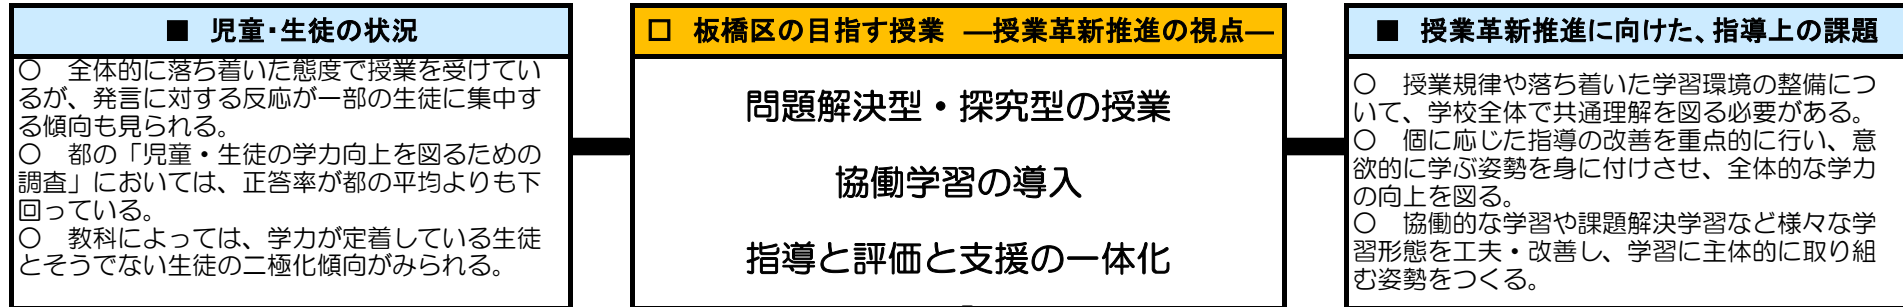 ■ 児童・生徒の状況
○ 全体的に落ち着いた態度で授業を受けてい
るが、発言に対する反応が一部の生徒に集中す
る傾向も見られる。
○ 都の「児童・生徒の学力向上を図るための
調査」においては、正答率が都の平均よりも下
回っている。
○ 教科によっては、学力が定着している生徒
とそうでない生徒の二極化傾向がみられる。
□ 板橋区の目指す授業 ―授業革新推進の視点―
問題解決型・探究型の授業
協働学習の導入
指導と評価と支援の一体化
■ 授業革新推進に向けた、指導上の課題
○ 授業規律や落ち着いた学習環境の整備につ
いて、学校全体で共通理解を図る必要がある。
○ 個に応じた指導の改善を重点的に行い、意
欲的に学ぶ姿勢を身に付けさせ、全体的な学力
の向上を図る。
○ 協働的な学習や課題解決学習など様々な学
習形態を工夫・改善し、学習に主体的に取り組
む姿勢をつくる。